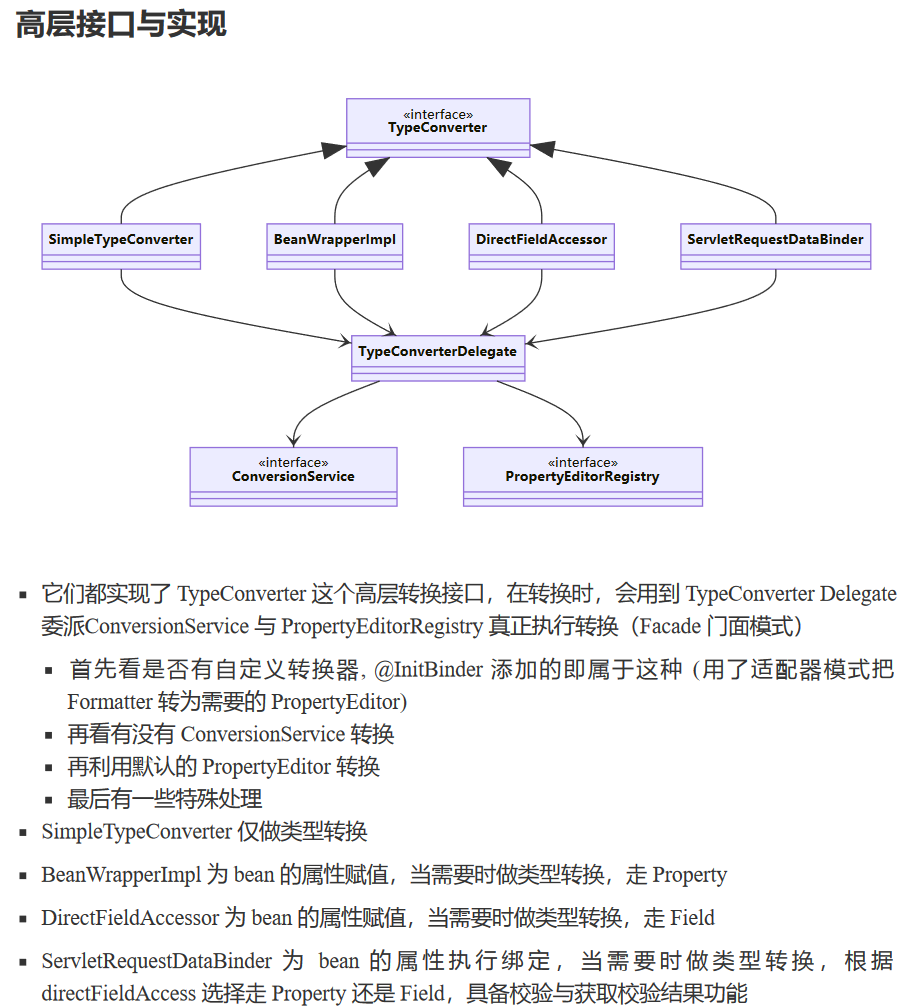 高层接口与实现
«interface»
TypeConverter
SimpleTypeConverter
BeanWrapperImpl
DirectFieldAccessor
ServletRequestDataBinder
TypeConverterDelegate
«interface»
ConversionService
«interface»
PropertyEditorRegistry
它们都实现了 TypeConverter 这个高层转换接口，在转换时，会用到 TypeConverter Delegate
委派ConversionService 与 PropertyEditorRegistry 真正执行转换（Facade 门面模式）
首先看是否有自定义转换器, @InitBinder 添加的即属于这种 (用了适配器模式把
Formatter 转为需要的 PropertyEditor)
再看有没有 ConversionService 转换
再利用默认的 PropertyEditor 转换
最后有一些特殊处理
SimpleTypeConverter 仅做类型转换
BeanWrapperImpl 为 bean 的属性赋值，当需要时做类型转换，走 Property
DirectFieldAccessor 为 bean 的属性赋值，当需要时做类型转换，走 Field
ServletRequestDataBinder 为 bean 的属性执行绑定，当需要时做类型转换，根据
directFieldAccess 选择走 Property 还是 Field，具备校验与获取校验结果功能